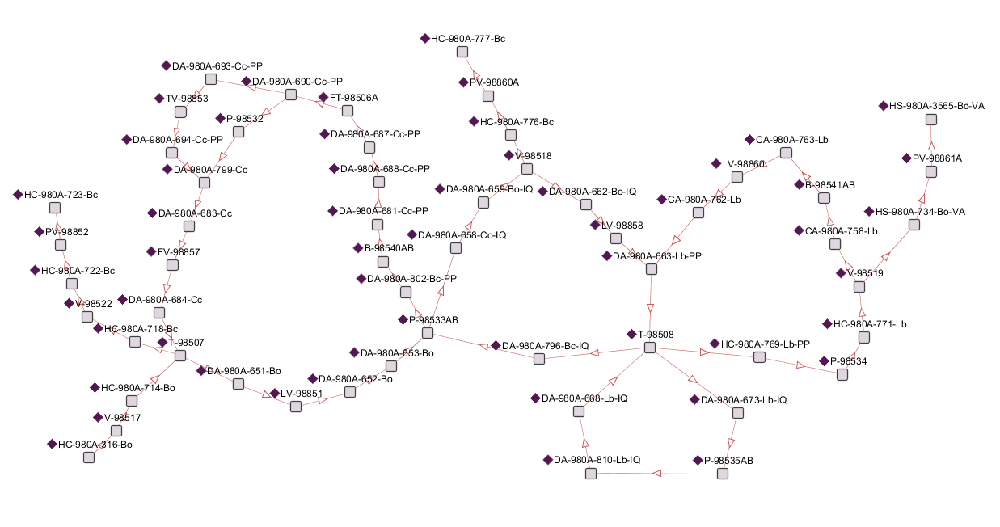 HC-980A-777-Bc
DA-980A-693-Cc-PP
DA-980A-690-Cc-PP
PV-98860A
TV-98853
FT-98506A
HS-980A-3565-Bd-VA
P-98532
HC-980A-776-Bc
DA-980A-694-Cc-PP
DA-980A-687-Cc-PP
CA-980A-763-Lb
V-98518
PV-98861A
DA-980A-799-Cc
DA-980A-688-Cc-PP
LV-98860
B-98541AB
HC-980A-723-Bc
DA-980A-659-Bo-IQ
DA-980A-662-Bo-IQ
CA-980A-762-Lb
DA-980A-683-Cc
DA-980A-681-Cc-PP
HS-980A-734-Bo-VA
PV-98852
DA-980A-658-Co-IQ
LV-98858
CA-980A-758-Lb
FV-98857
B-98540AB
DA-980A-663-Lb-PP
HC-980A-722-Bc
DA-980A-802-Bc-PP
V-98519
V-98522
DA-980A-684-Cc
P-98533AB
HC-980A-771-Lb
HC-980A-718-Bc
T-98507
T-98508
DA-980A-653-Bo
DA-980A-796-Bc-IQ
HC-980A-769-Lb-PP
P-98534
DA-980A-651-Bo
DA-980A-652-Bo
HC-980A-714-Bo
LV-98851
DA-980A-668-Lb-IQ
DA-980A-673-Lb-IQ
V-98517
HC-980A-316-Bo
DA-980A-810-Lb-IQ
P-98535AB